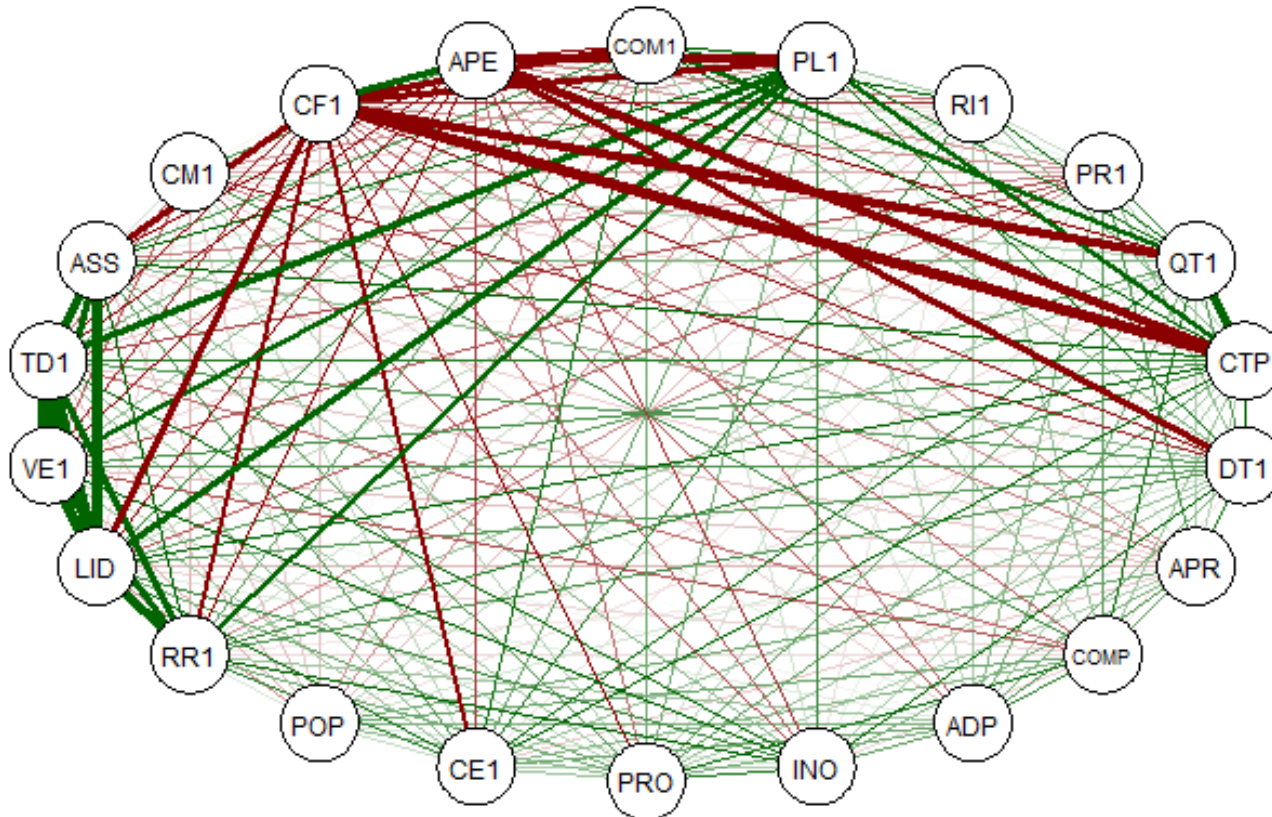 COM1
APE
PL1
CF1
RI1
CM1
PR1
ASS
QT1
TD1
CTP
VE1
DT1
LID
APR
RR1
COMP
POP
ADP
CE1
PRO
INO